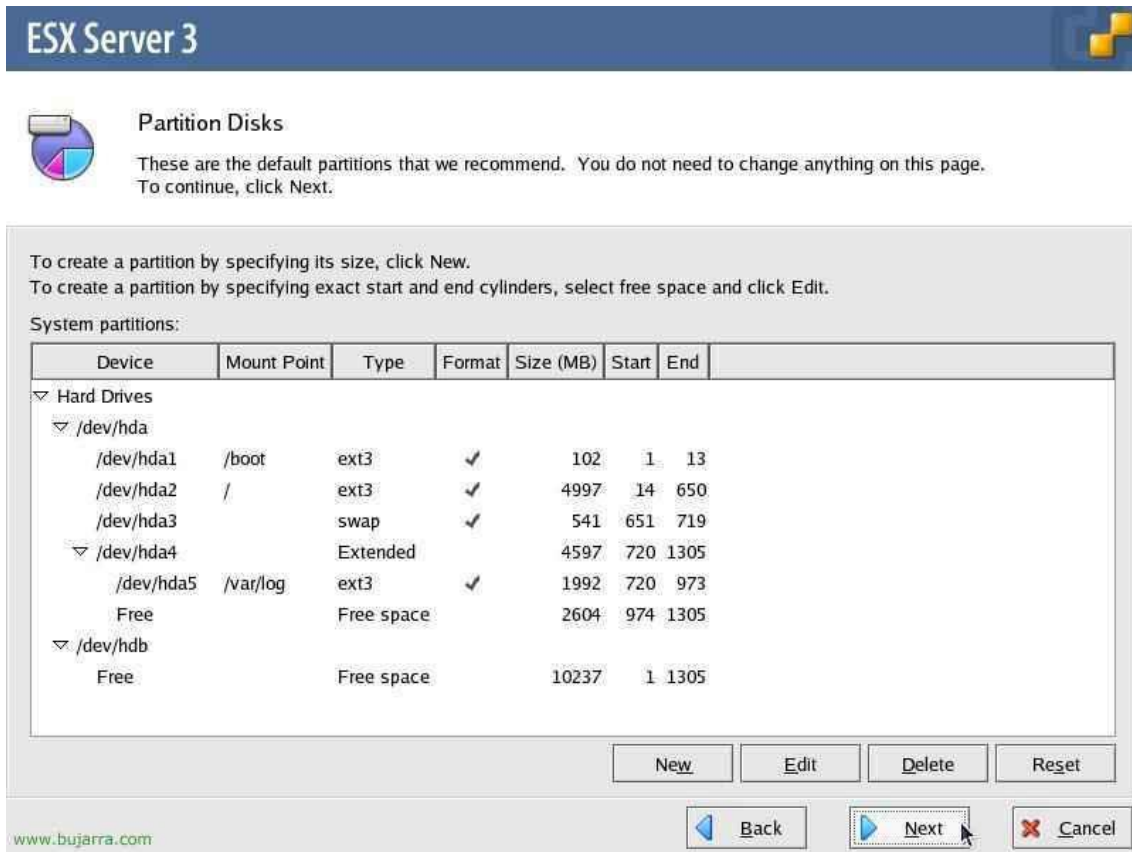 ESX Server 3
Partition Disks
These are the default partitions that we recommend. You do not need to change anything on this page.
To continue, click Next.
To create a partition by specifying its size, click New.
To create a partition by specifying exact start and end cylinders, select free space and click Edit.
System partitions:
Device Mount Point Type Format Size (MB) Start End
Hard Drives
/dev/hda
/dev/hda1 /boot ext3 102 1 13
/dev/hda2 / ext3 4997 14 650
/dev/hda3 swap 541 651 719
/dev/hda4 Extended 4597 720 1305
/dev/hda5 /var/log ext3 1992 720 973
Free Free space 2604 974 1305
/dev/hdb
Free Free space 10237 1 1305
New Edit Delete Reset
www.bujarra.com Back Next Cancel